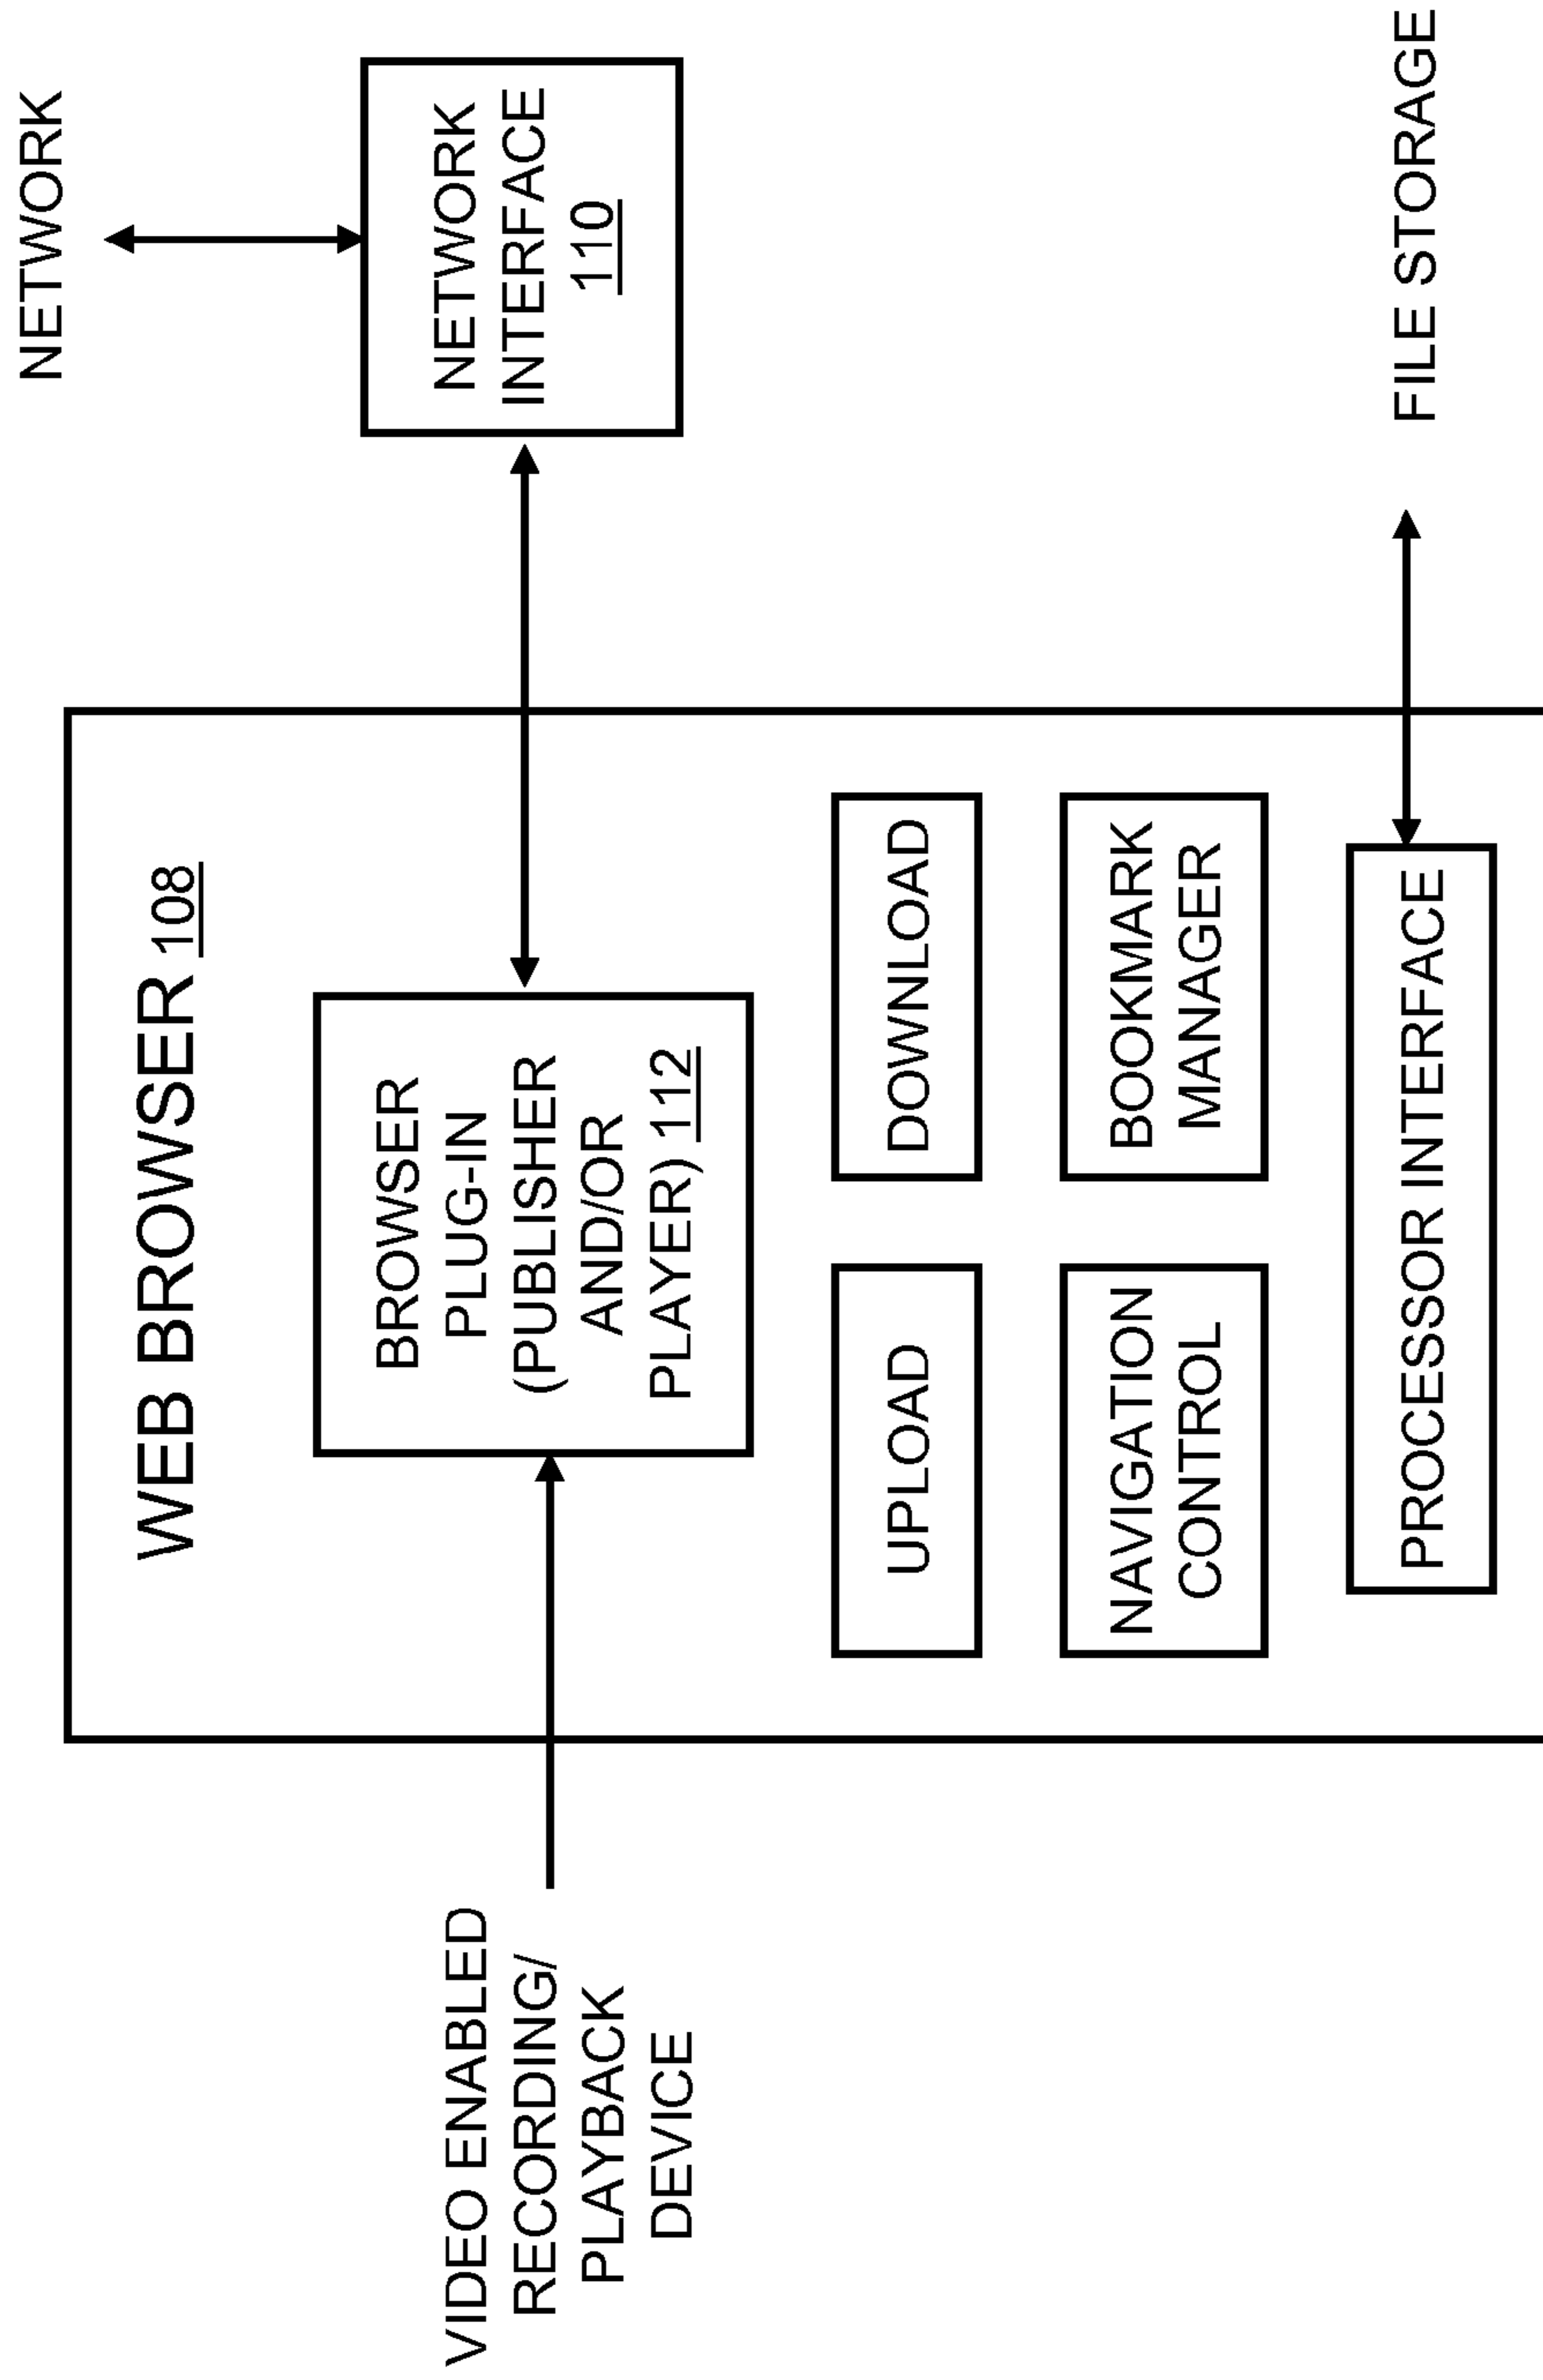 NETWORK
WEB BROWSER 108
NETWORK
INTERFACE
110
BROWSER
PLUG-IN
(PUBLISHER
AND/OR
PLAYER) 112
VIDEO ENABLED
RECORDING/
PLAYBACK
DEVICE
UPLOAD
DOWNLOAD
NAVIGATION
CONTROL
BOOKMARK
MANAGER
PROCESSOR INTERFACE
FILE STORAGE